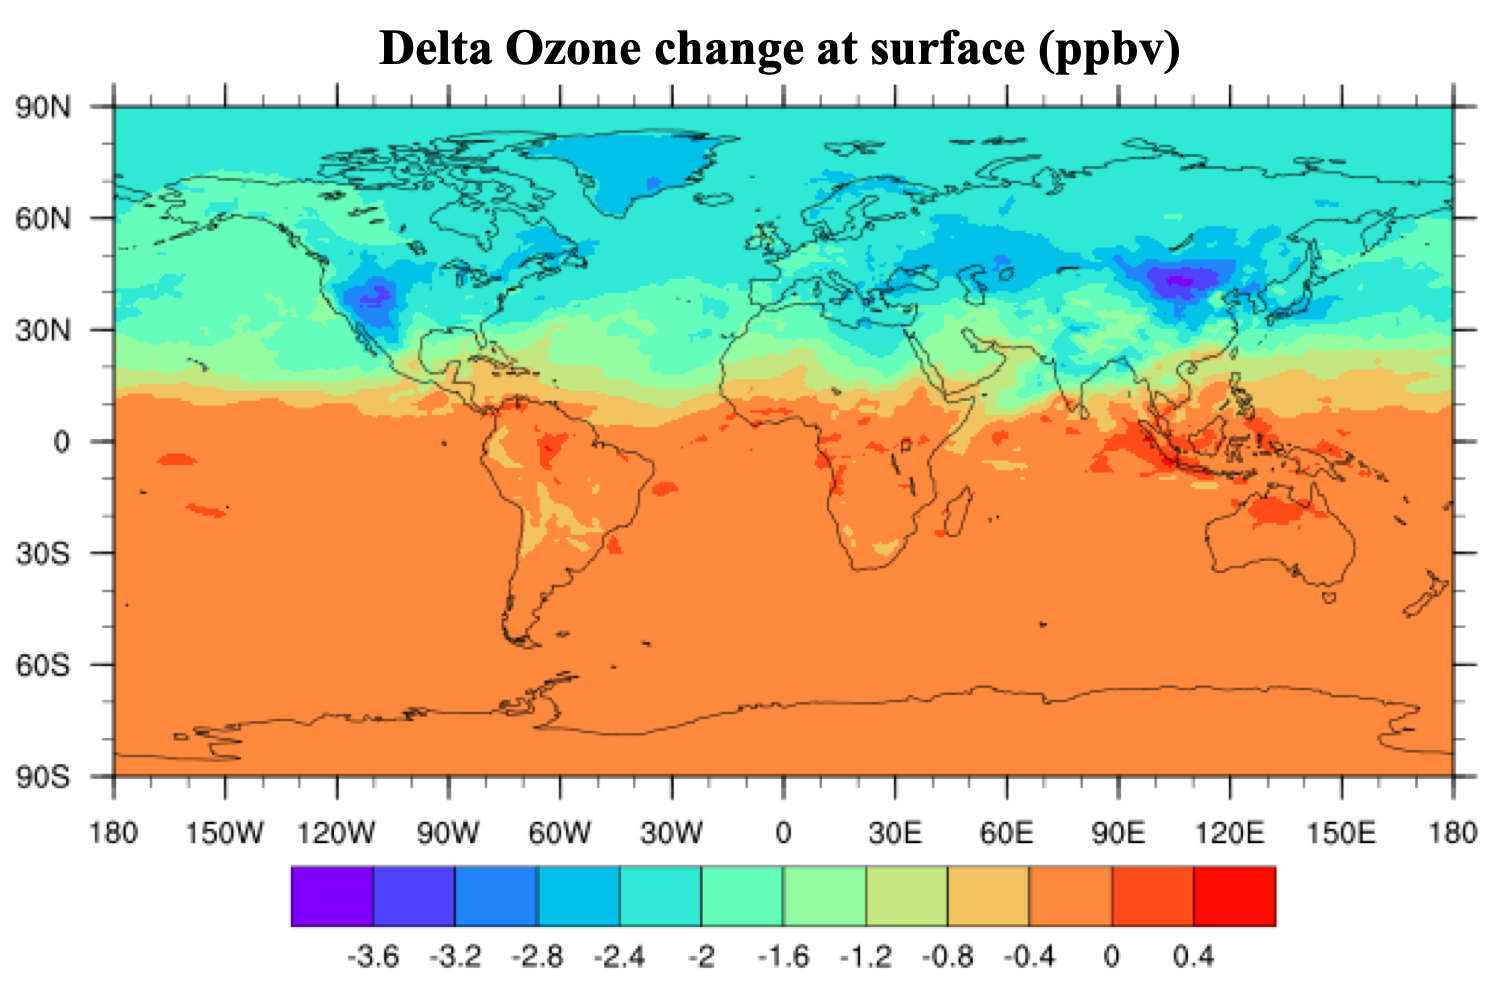 Delta Ozone change at surface (ppbv)
90N
60N
30N
0
30S
60S
90S
180 150W 120W 90W 60W 30W 0 30E 60E 90E 120E 150E 180
-3.6 -3.2 -2.8 -2.4 -2 -1.6 -1.2 -0.8 -0.4 0 0.4